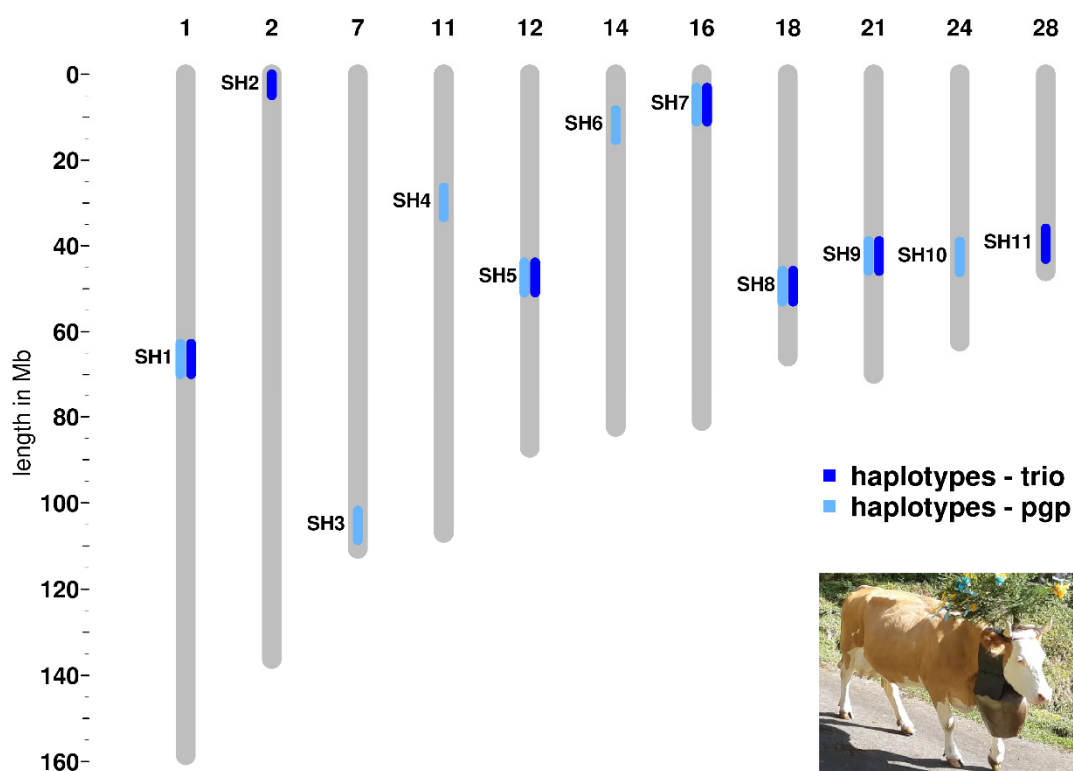 1 2 7 11 12 14 16 18 21 24 28
0
SH2
SH7
SH6
20
SH4
40
SH11
SH9 SH10
SH5
SH8
60
SH1
80
length in Mb
haplotypes - trio
100
haplotypes - pgp
SH3
120
140
160